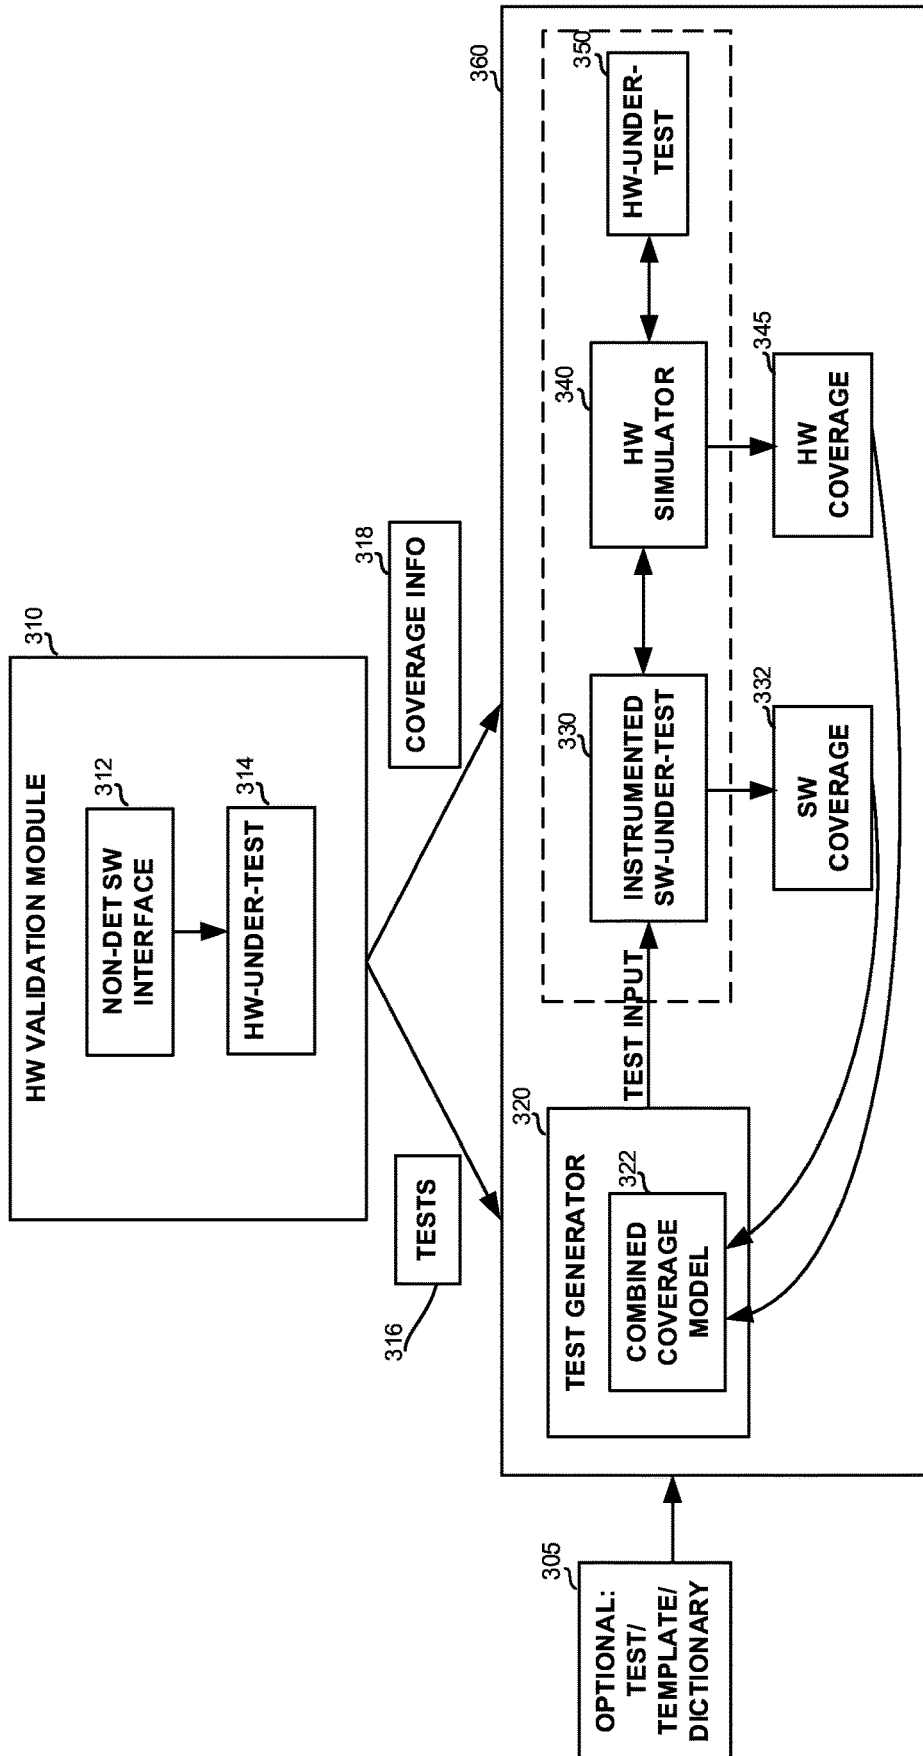 HW VALIDATION MODULE
310
NON-DET SW
INTERFACE
312
HW-UNDER-TEST
314
TESTS
316
COVERAGE INFO
318
360
OPTIONAL:
TEST/
TEMPLATE/
DICTIONARY
305
TEST GENERATOR
320
COMBINED
COVERAGE
MODEL
322
TEST INPUT
INSTRUMENTED
SW-UNDER-TEST
330
HW
SIMULATOR
340
HW-UNDER-
TEST
350
SW
COVERAGE
332
HW
COVERAGE
345